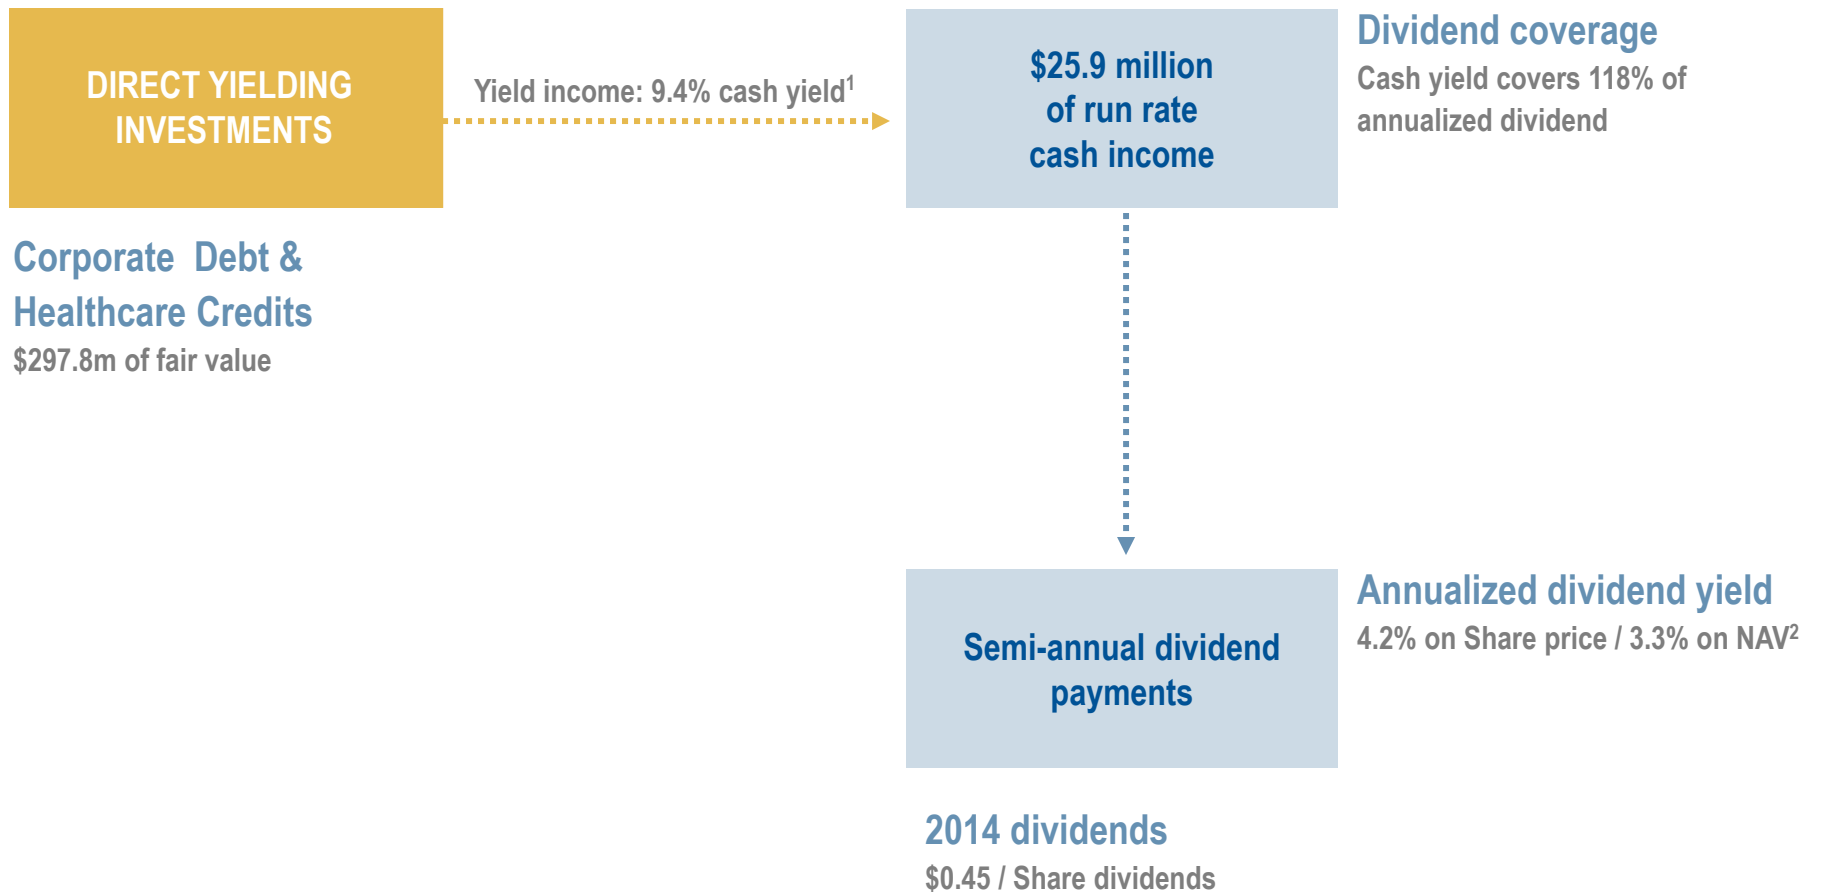 DIRECT YIELDING
INVESTMENTS
Yield income: 9.4% cash yield¹
$25.9 million
of run rate
cash income
Dividend coverage
Cash yield covers 118% of
annualized dividend
Corporate  Debt &
Healthcare Credits
$297.8m of fair value
Semi-annual dividend
payments
Annualized dividend yield
4.2% on Share price / 3.3% on NAV²
2014 dividends
$0.45 / Share dividends